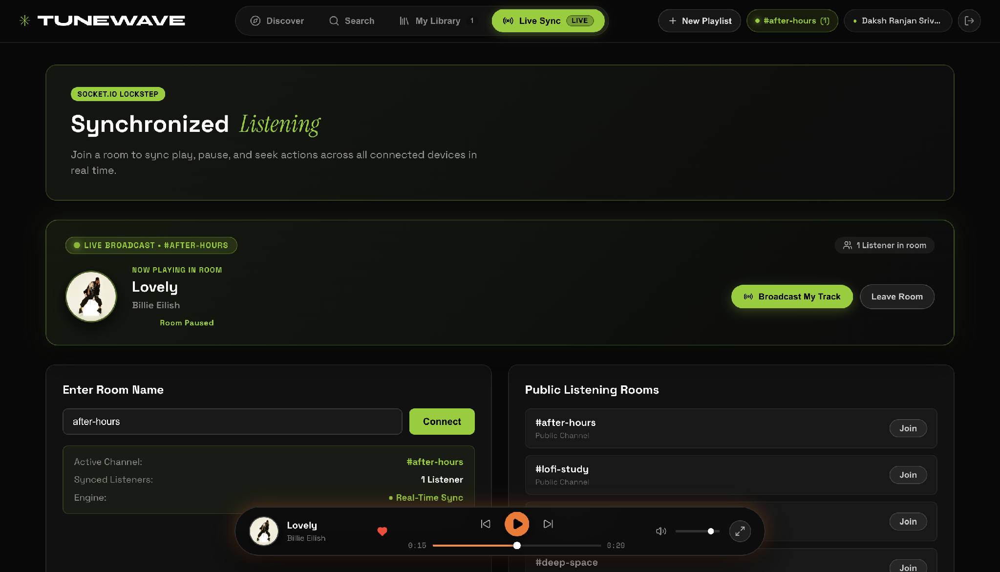 TUNEWAVE
Discover
Search
My Library 1
Live Sync LIVE
New Playlist
#after-hours (1)
Daksh Ranjan Sriv...
SOCKET.IO LOCKSTEP
Synchronized Listening
Join a room to sync play, pause, and seek actions across all connected devices in
real time.
LIVE BROADCAST • #AFTER-HOURS
1 Listener in room
NOW PLAYING IN ROOM
Lovely
Billie Eilish
Room Paused
Broadcast My Track
Leave Room
Enter Room Name
after-hours
Connect
Active Channel: #after-hours
Synced Listeners: 1 Listener
Engine: • Real-Time Sync
Public Listening Rooms
#after-hours
Public Channel
Join
#lofi-study
Public Channel
Join
Join
#deep-space
Join
Lovely
Billie Eilish
0:15
0:29